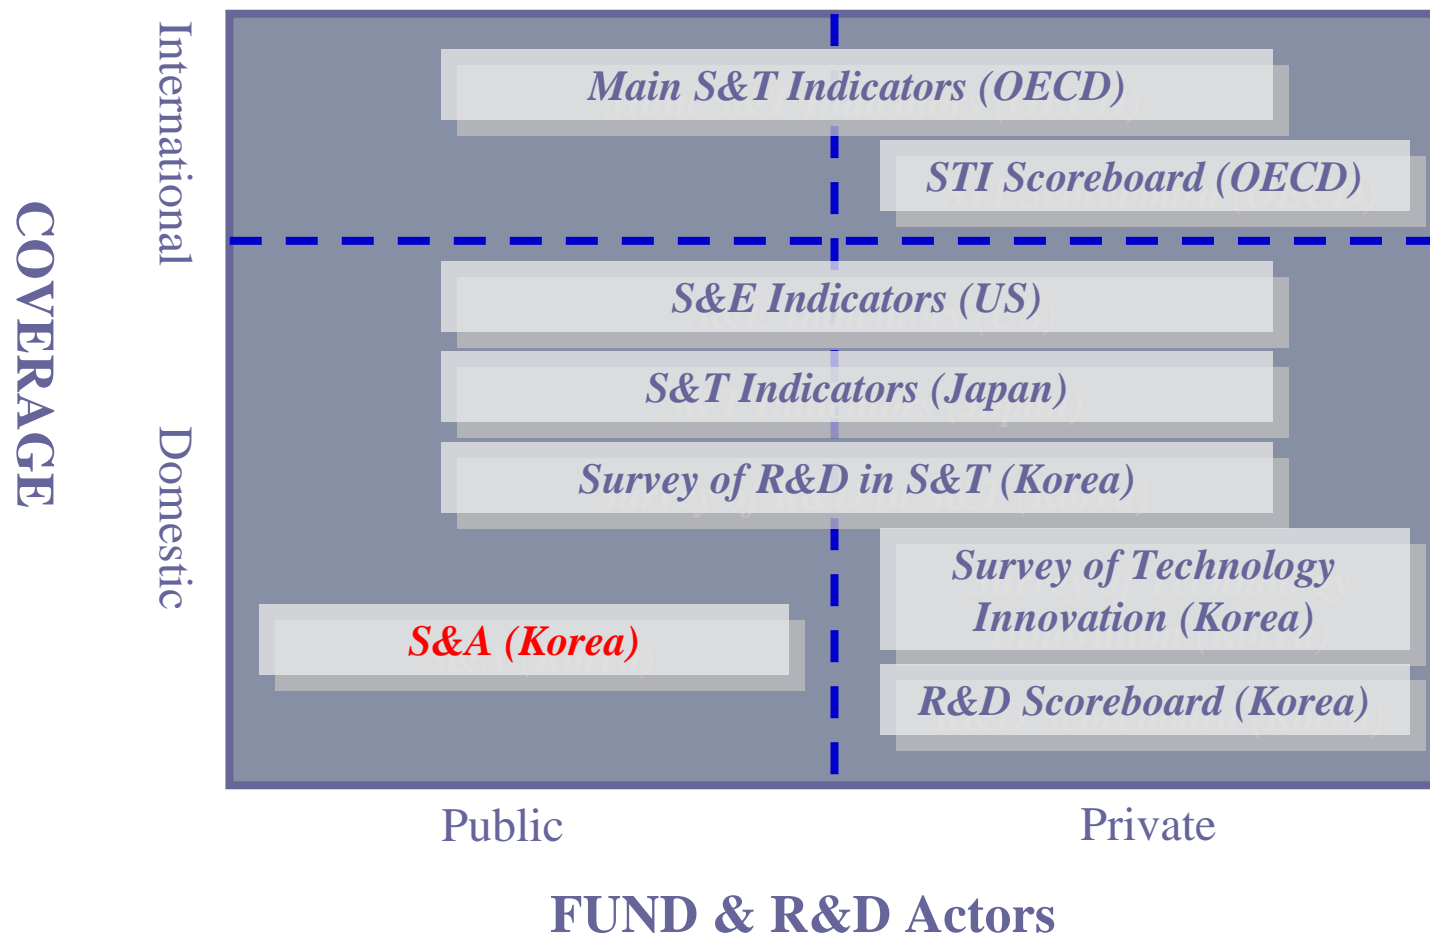 COVERAGE
International
Domestic
Main S&T Indicators (OECD)
STI Scoreboard (OECD)
S&E Indicators (US)
S&T Indicators (Japan)
Survey of R&D in S&T (Korea)
Survey of Technology
Innovation (Korea)
S&A (Korea)
R&D Scoreboard (Korea)
Public
Private
FUND & R&D Actors